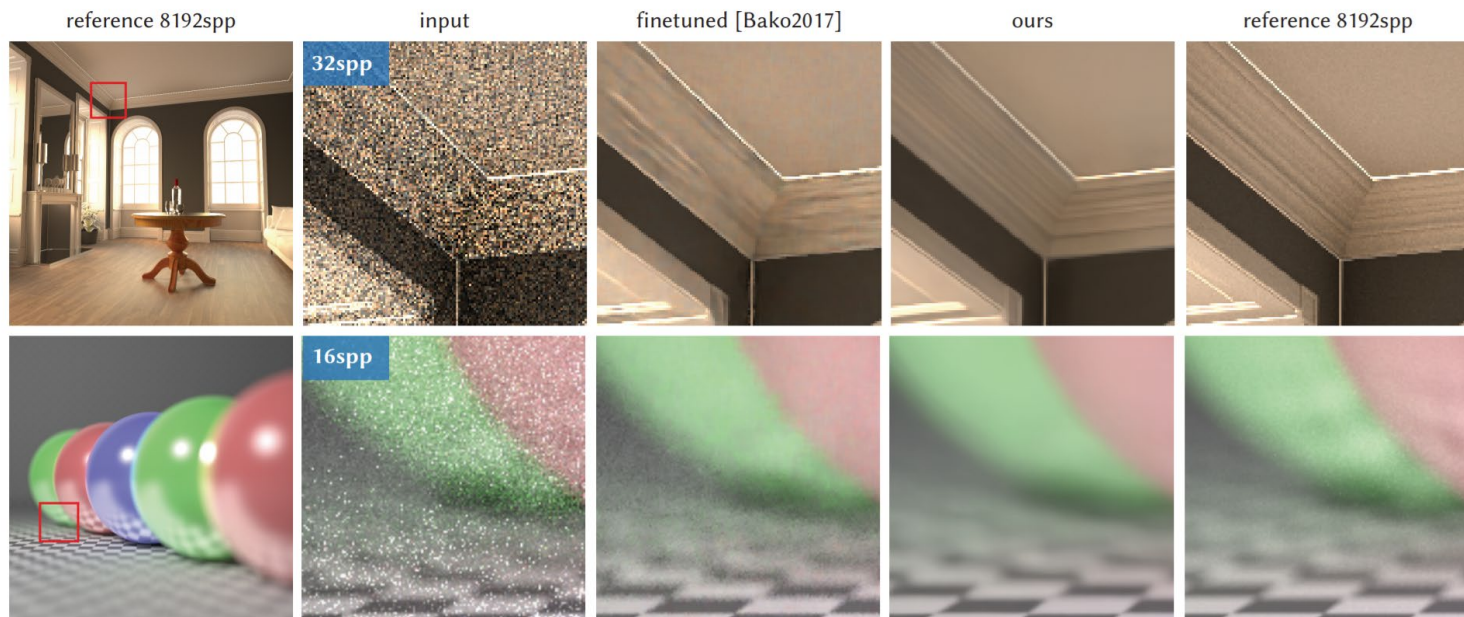 reference 8192spp input finetuned [Bako2017] ours reference 8192spp
32spp
16spp